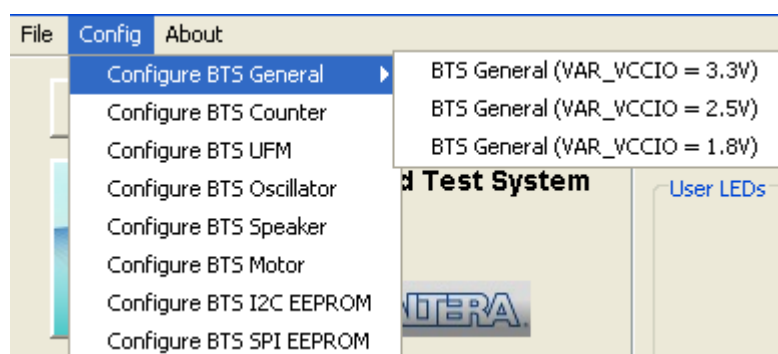 File Config About
Configure BTS General
BTS General (VAR_VCCIO = 3.3V)
Configure BTS Counter
BTS General (VAR_VCCIO = 2.5V)
Configure BTS UFM
BTS General (VAR_VCCIO = 1.8V)
Configure BTS Oscillator
d Test System
User LEDs
Configure BTS Speaker
Configure BTS Motor
Configure BTS I2C EEPROM
Configure BTS SPI EEPROM